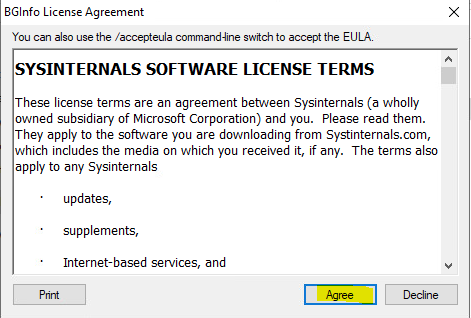 BGInfo License Agreement
You can also use the /accepteula command-line switch to accept the EULA.
SYSINTERNALS SOFTWARE LICENSE TERMS
These license terms are an agreement between Sysinternals (a wholly
owned subsidiary of Microsoft Corporation) and you. Please read them.
They apply to the software you are downloading from Systinternals.com,
which includes the media on which you received it, if any. The terms also
apply to any Sysinternals
· updates,
· supplements,
· Internet-based services, and
Print Agree Decline